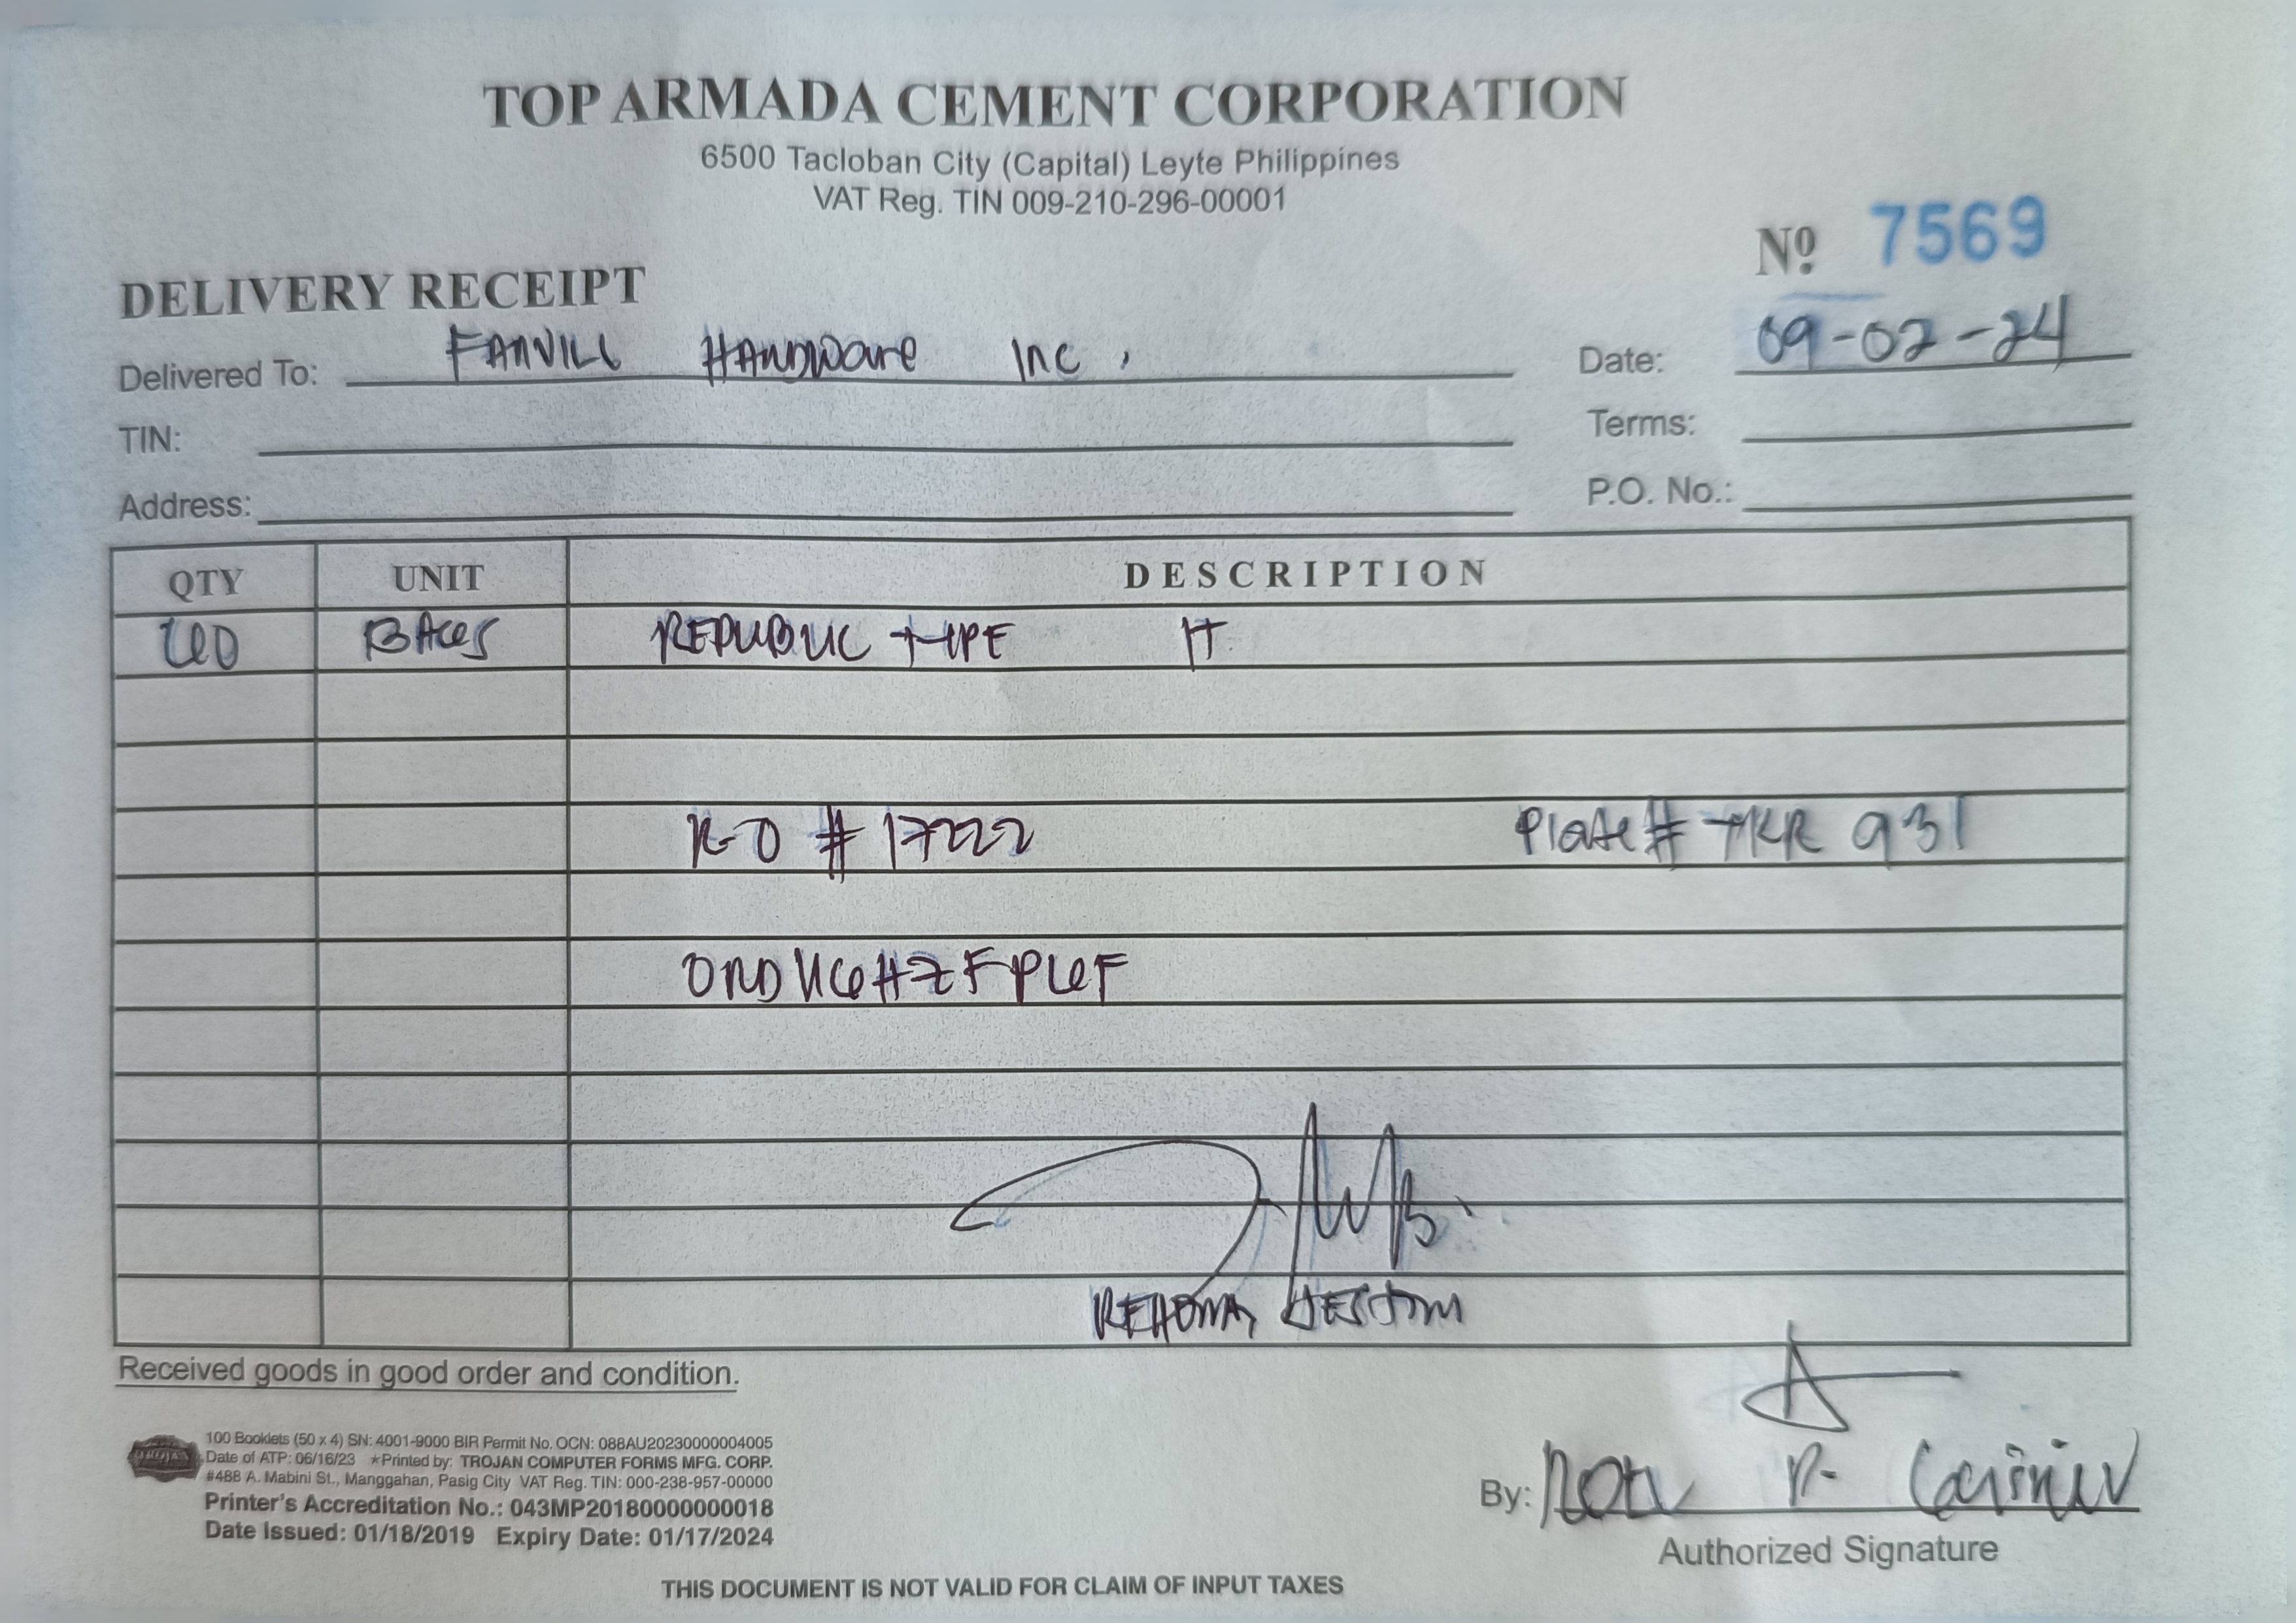 TOP ARMADA CEMENT CORPORATION
6500 Tacloban City (Capital) Leyte Philippines
VAT Reg. TIN 009-210-296-00001
Nº 7569
DELIVERY RECEIPT
Delivered To: FANVILL HARDWARE Inc.
Date: 09-02-24
TIN:
Terms:
Address:
P.O. No.:
QTY UNIT DESCRIPTION
BAGS REPUBLIC TYPE 1T
R-O # 17222 Plate# TKR 931
Received goods in good order and condition.
100 Booklets (50 x 4) SN: 4001-9000 BIR Permit No. OCN: 088AU20230000004005
Date of ATP: 06/16/23 ★Printed by: TROJAN COMPUTER FORMS MFG. CORP.
#488 A. Mabini St., Manggahan, Pasig City VAT Reg. TIN: 000-238-957-00000
Printer's Accreditation No.: 043MP20180000000018
Date Issued: 01/18/2019 Expiry Date: 01/17/2024
By:
Authorized Signature
THIS DOCUMENT IS NOT VALID FOR CLAIM OF INPUT TAXES